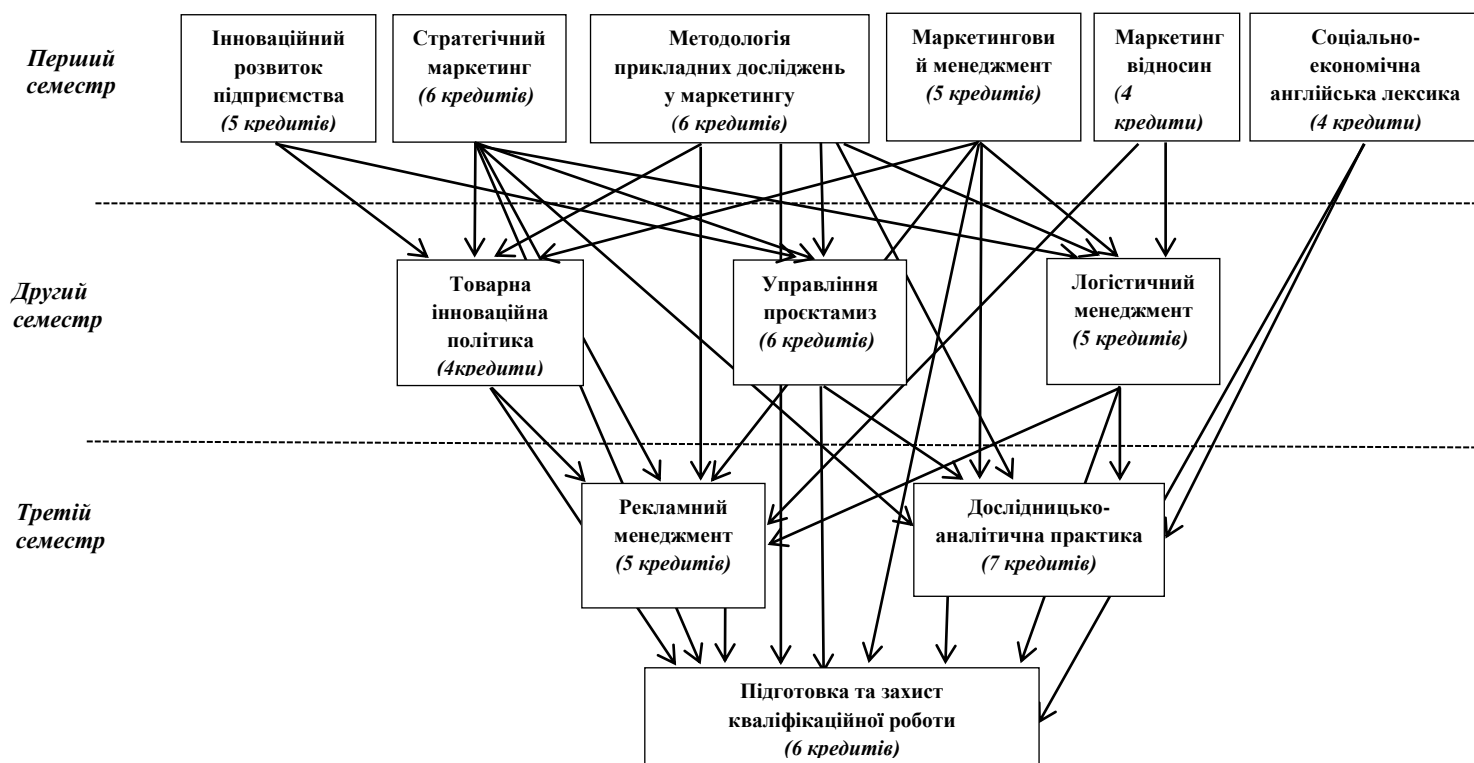 Перший
семестр
Інноваційний
розвиток
підприємства
(5 кредитів)
Стратегічний
маркетинг
(6 кредитів)
Методологія
прикладних досліджень
у маркетингу
(6 кредитів)
Маркетингови
й менеджмент
(5 кредитів)
Маркетинг
відносин
(4
кредити)
Соціально-
економічна
англійська лексика
(4 кредити)
Другий
семестр
Товарна
інноваційна
політика
(4кредити)
Управління
проєктамиз
(6 кредитів)
Логістичний
менеджмент
(5 кредитів)
Третій
семестр
Рекламний
менеджмент
(5 кредитів)
Дослідницько-
аналітична практика
(7 кредитів)
Підготовка та захист
кваліфікаційної роботи
(6 кредитів)